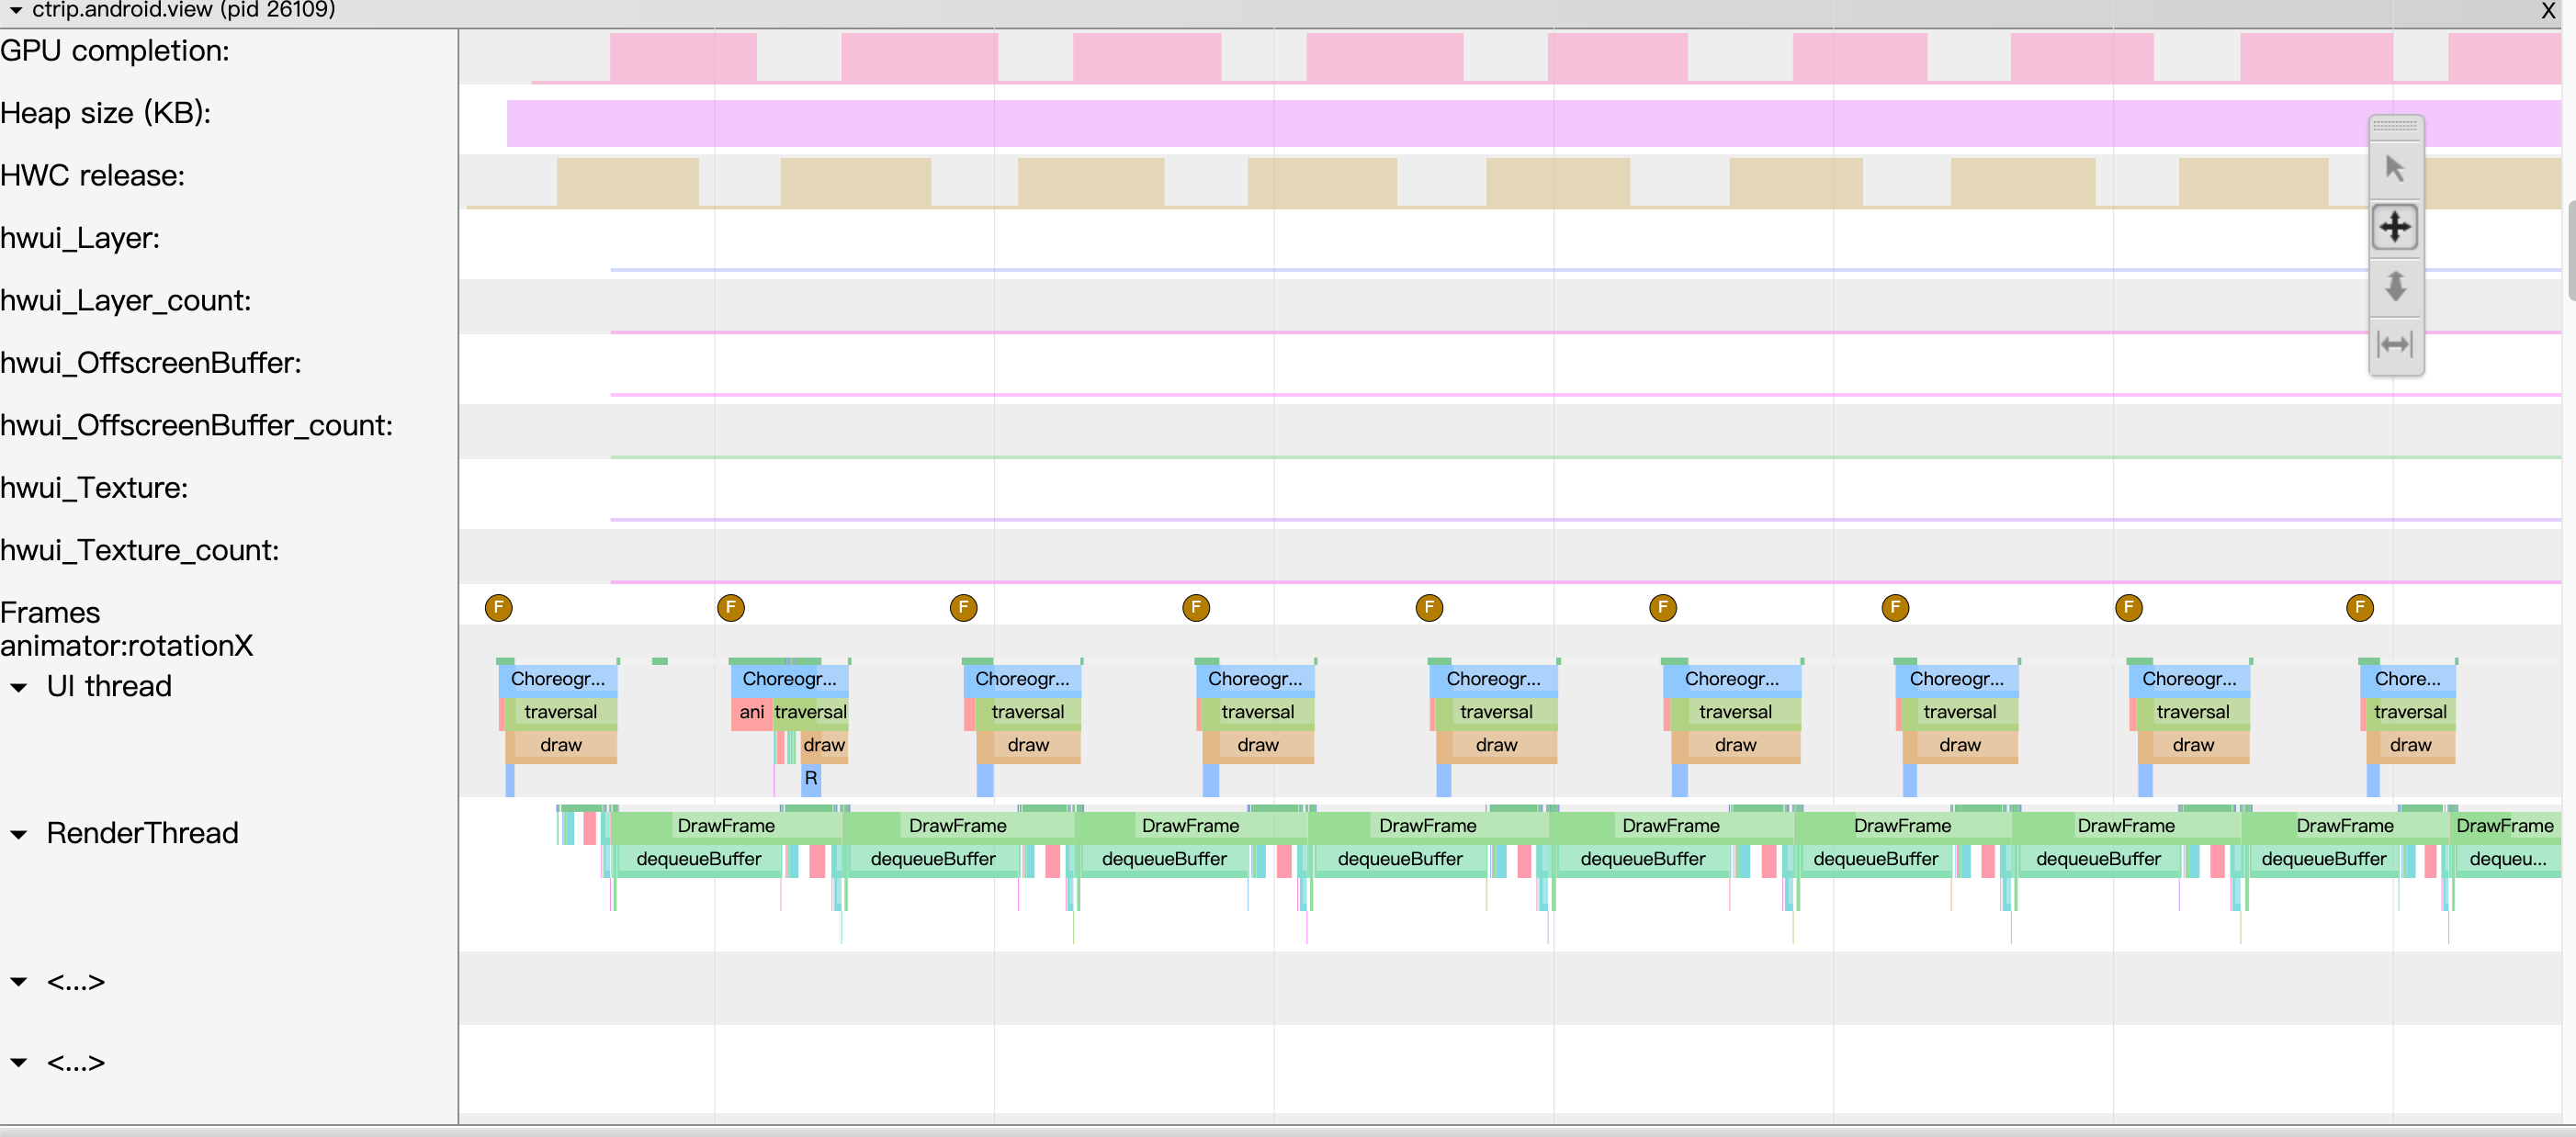 ctrip.android.view (pid 26109)
X
GPU completion:
Heap size (KB):
HWC release:
hwui_Layer:
hwui_Layer_count:
hwui_OffscreenBuffer:
hwui_OffscreenBuffer_count:
hwui_Texture:
hwui_Texture_count:
Frames
F F F F F F F F F
animator:rotationX
UI thread
Choreogr... Choreogr... Choreogr... Choreogr... Choreogr... Choreogr... Choreogr... Choreogr... Chore...
traversal ani traversal traversal traversal traversal traversal traversal traversal traversal
draw draw draw draw draw draw draw draw draw
R
RenderThread
DrawFrame DrawFrame DrawFrame DrawFrame DrawFrame DrawFrame DrawFrame DrawFrame DrawFrame
dequeueBuffer dequeueBuffer dequeueBuffer dequeueBuffer dequeueBuffer dequeueBuffer dequeueBuffer dequeueBuffer dequeu...
<...>
<...>